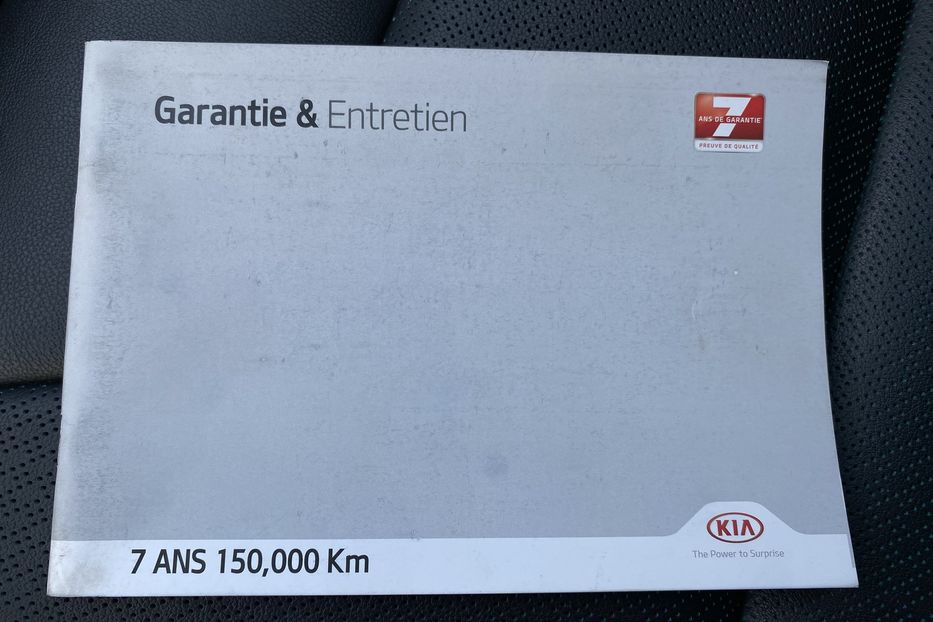 Garantie & Entretien
7
ANS DE GARANTIE
PREUVE DE QUALITÉ
7 ANS 150,000 Km
KIA
The Power to Surprise